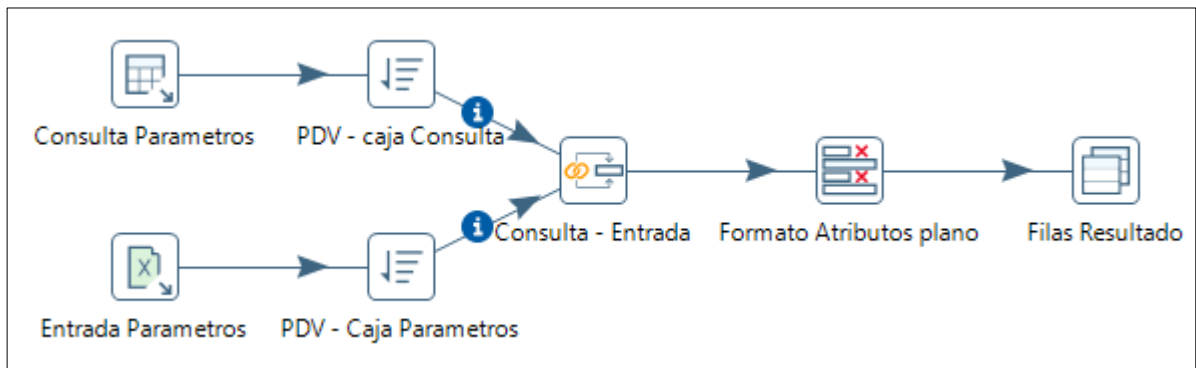 Consulta Parametros
PDV - caja Consulta
Consulta - Entrada
Formato Atributos plano
Filas Resultado
Entrada Parametros
PDV - Caja Parametros